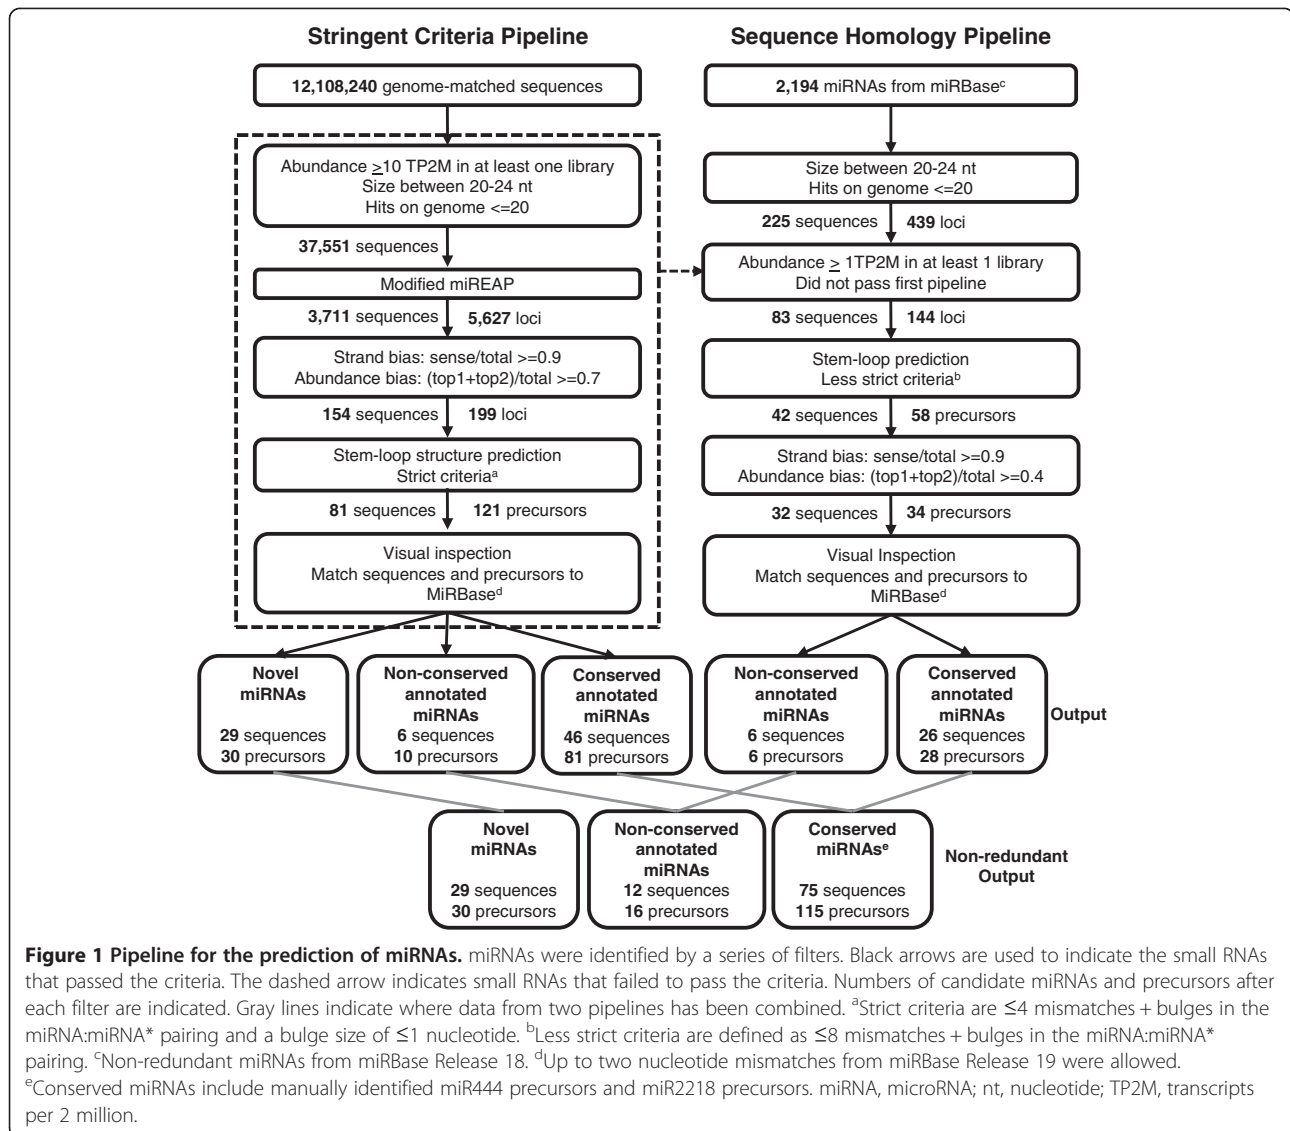 Stringent Criteria Pipeline
12,108,240 genome-matched sequences
Abundance ≥10 TP2M in at least one library
Size between 20-24 nt
Hits on genome <=20
37,551 sequences
Modified miREAP
3,711 sequences 5,627 loci
Strand bias: sense/total >=0.9
Abundance bias: (top1+top2)/total >=0.7
154 sequences 199 loci
Stem-loop structure prediction
Strict criteriaᵃ
81 sequences 121 precursors
Visual inspection
Match sequences and precursors to
MiRBaseᵈ
Sequence Homology Pipeline
2,194 miRNAs from miRBaseᶜ
Size between 20-24 nt
Hits on genome <=20
225 sequences 439 loci
Abundance ≥ 1TP2M in at least 1 library
Did not pass first pipeline
83 sequences 144 loci
Stem-loop prediction
Less strict criteriaᵇ
42 sequences 58 precursors
Strand bias: sense/total >=0.9
Abundance bias: (top1+top2)/total >=0.4
32 sequences 34 precursors
Visual Inspection
Match sequences and precursors to
MiRBaseᵈ
Novel
miRNAs
29 sequences
30 precursors
Non-conserved
annotated
miRNAs
6 sequences
10 precursors
Conserved
annotated
miRNAs
46 sequences
81 precursors
Non-conserved
annotated
miRNAs
6 sequences
6 precursors
Conserved
annotated
miRNAs
26 sequences
28 precursors
Output
Novel
miRNAs
29 sequences
30 precursors
Non-conserved
annotated
miRNAs
12 sequences
16 precursors
Conserved
miRNAsᵉ
75 sequences
115 precursors
Non-redundant
Output
Figure 1 Pipeline for the prediction of miRNAs. miRNAs were identified by a series of filters. Black arrows are used to indicate the small RNAs
that passed the criteria. The dashed arrow indicates small RNAs that failed to pass the criteria. Numbers of candidate miRNAs and precursors after
each filter are indicated. Gray lines indicate where data from two pipelines has been combined. ᵃStrict criteria are ≤4 mismatches + bulges in the
miRNA:miRNA* pairing and a bulge size of ≤1 nucleotide. ᵇLess strict criteria are defined as ≤8 mismatches + bulges in the miRNA:miRNA*
pairing. ᶜNon-redundant miRNAs from miRBase Release 18. ᵈUp to two nucleotide mismatches from miRBase Release 19 were allowed.
ᵉConserved miRNAs include manually identified miR444 precursors and miR2218 precursors. miRNA, microRNA; nt, nucleotide; TP2M, transcripts
per 2 million.